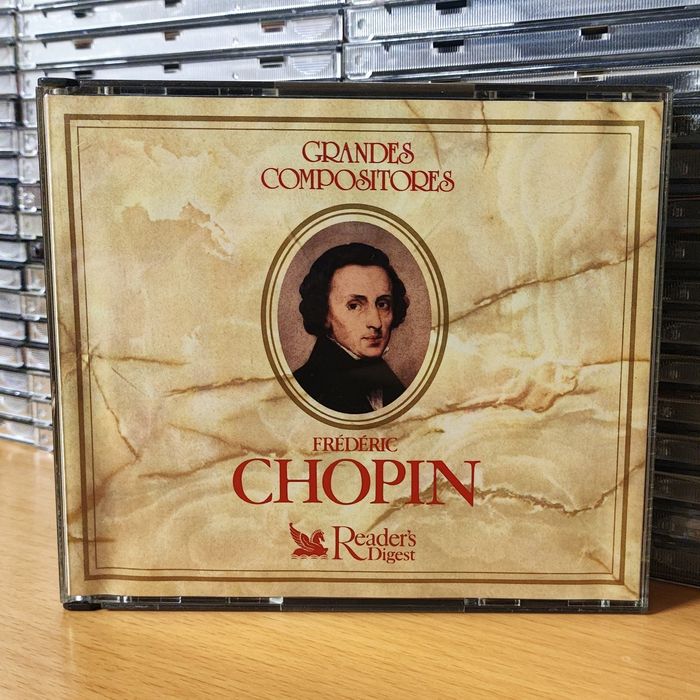 GRANDES
COMPOSITORES
FRÉDÉRIC
CHOPIN
Reader's
Digest